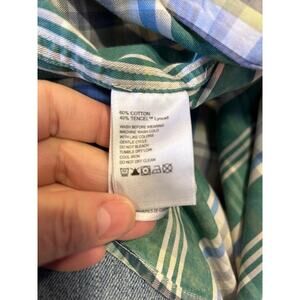 60% COTTON
40% TENCEL™ Lyocell
WASH BEFORE WEARING
MACHINE WASH COLD
WITH LIKE COLORS
GENTLE CYCLE
DO NOT BLEACH
TUMBLE DRY LOW
COOL IRON
DO NOT DRY CLEAN